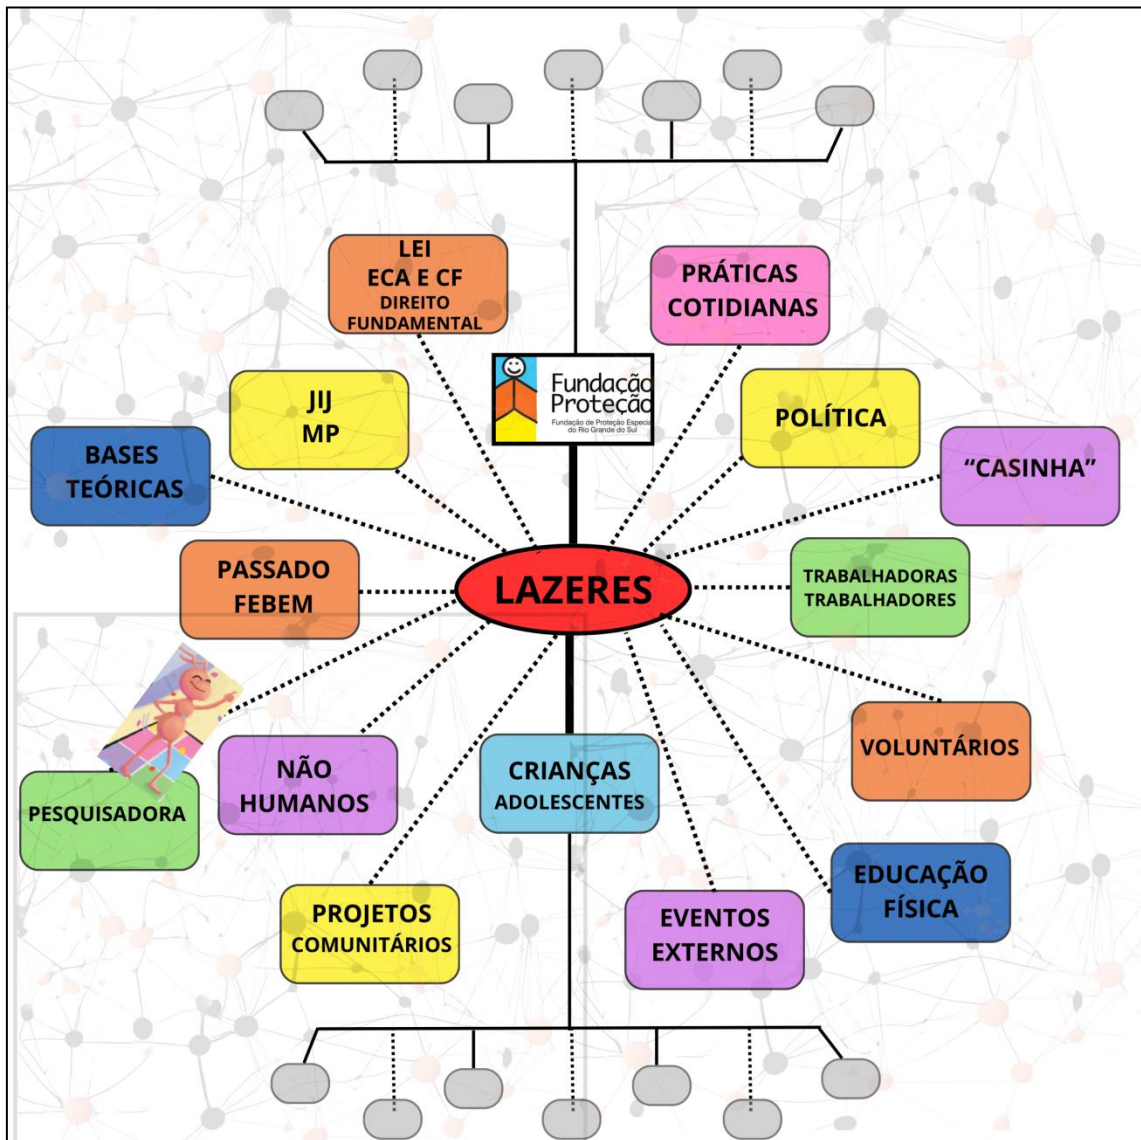 LEI
ECA E CF
DIREITO
FUNDAMENTAL
PRÁTICAS
COTIDIANAS
Fundação
Proteção
Fundação de Proteção Especial
do Rio Grande do Sul
JIJ
MP
POLÍTICA
BASES
TEÓRICAS
“CASINHA”
PASSADO
FEBEM
LAZERES
TRABALHADORAS
TRABALHADORES
PESQUISADORA
NÃO
HUMANOS
CRIANÇAS
ADOLESCENTES
VOLUNTÁRIOS
PROJETOS
COMUNITÁRIOS
EVENTOS
EXTERNOS
EDUCAÇÃO
FÍSICA